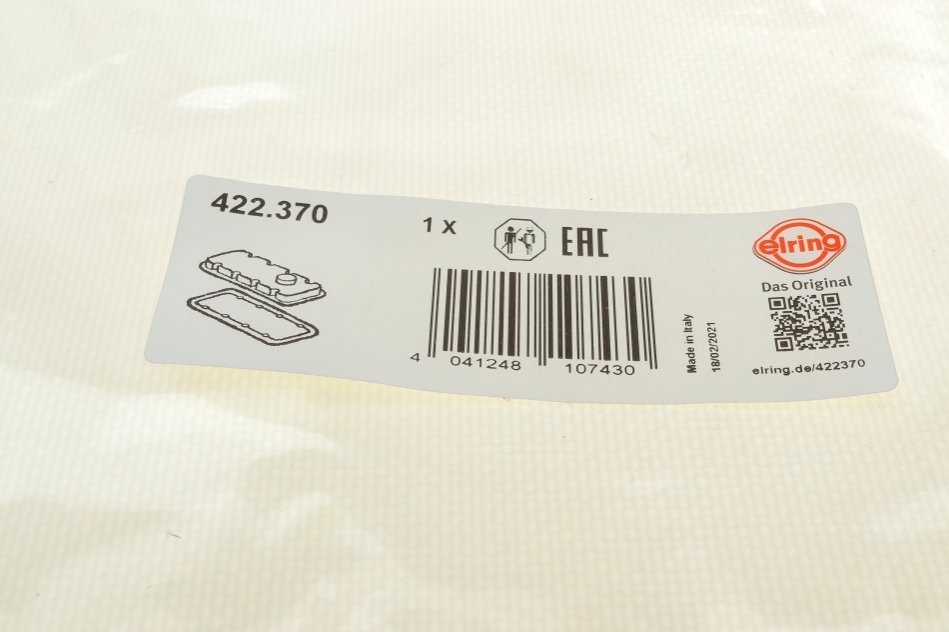 422.370
1 X
EAC
4 041248 107430
Made in Italy
18/02/2021
elring
Das Original
elring.de/422370